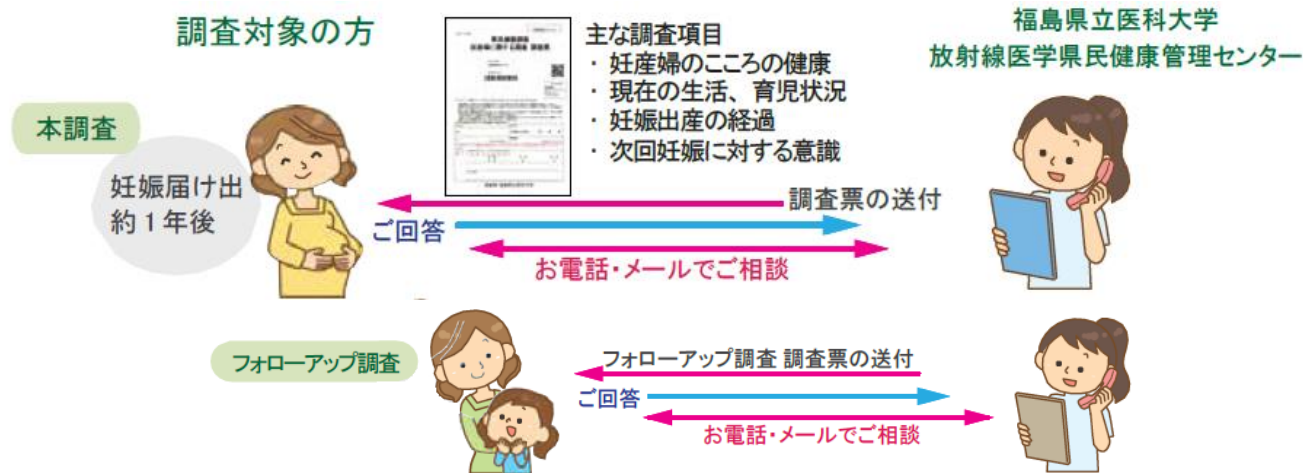 調査対象の方
主な調査項目
・ 妊産婦のこころの健康
・ 現在の生活、育児状況
・ 妊娠出産の経過
・ 次回妊娠に対する意識
福島県立医科大学
放射線医学県民健康管理センター
本調査
妊娠届け出
約１年後
調査票の送付
ご回答
お電話・メールでご相談
フォローアップ調査
フォローアップ調査 調査票の送付
ご回答
お電話・メールでご相談